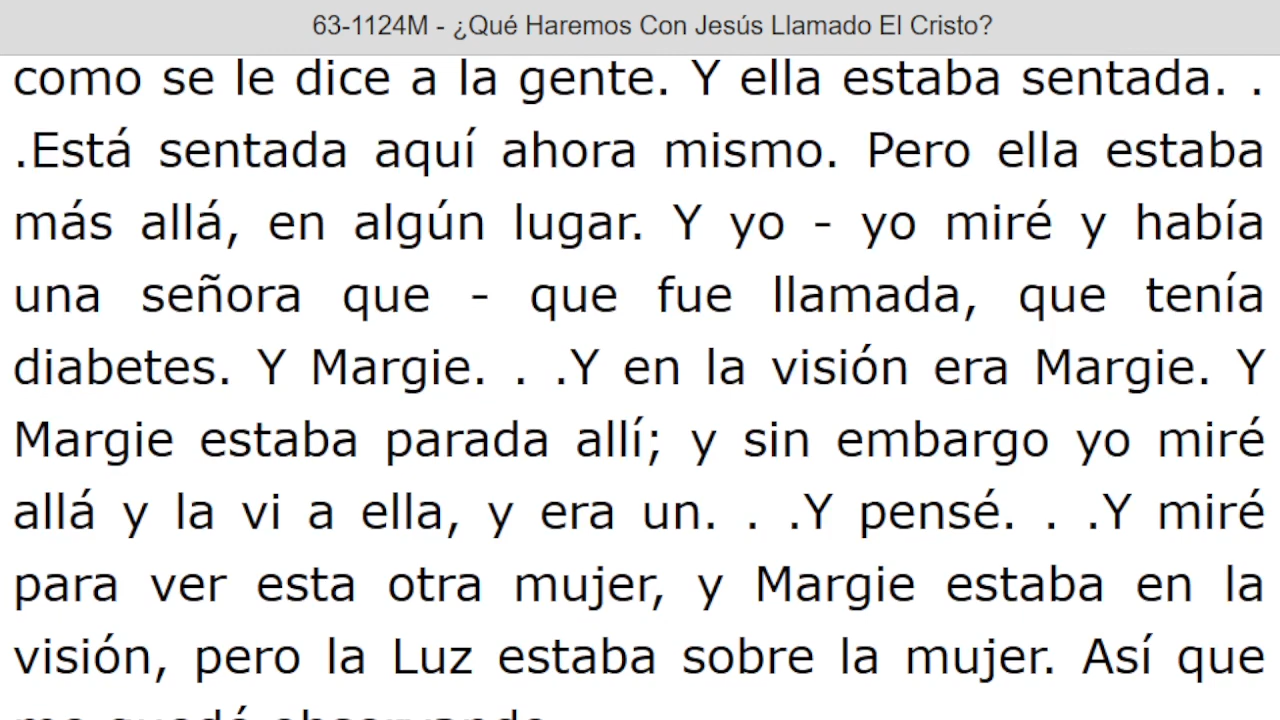 63-1124M - ¿Qué Haremos Con Jesús Llamado El Cristo?
como se le dice a la gente. Y ella estaba sentada. . 
.Está sentada aquí ahora mismo. Pero ella estaba
más allá, en algún lugar. Y yo - yo miré y había
una señora que - que fue llamada, que tenía
diabetes. Y Margie. . .Y en la visión era Margie. Y
Margie estaba parada allí; y sin embargo yo miré
allá y la vi a ella, y era un. . .Y pensé. . .Y miré
para ver esta otra mujer, y Margie estaba en la
visión, pero la Luz estaba sobre la mujer. Así que
me quedé observando